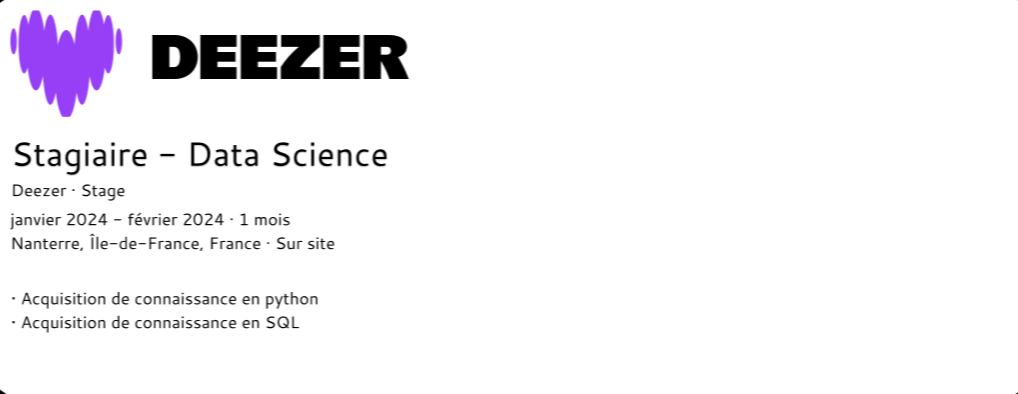 DEEZER
Stagiaire - Data Science
Deezer · Stage
janvier 2024 - février 2024 · 1 mois
Nanterre, Île-de-France, France · Sur site
· Acquisition de connaissance en python
· Acquisition de connaissance en SQL